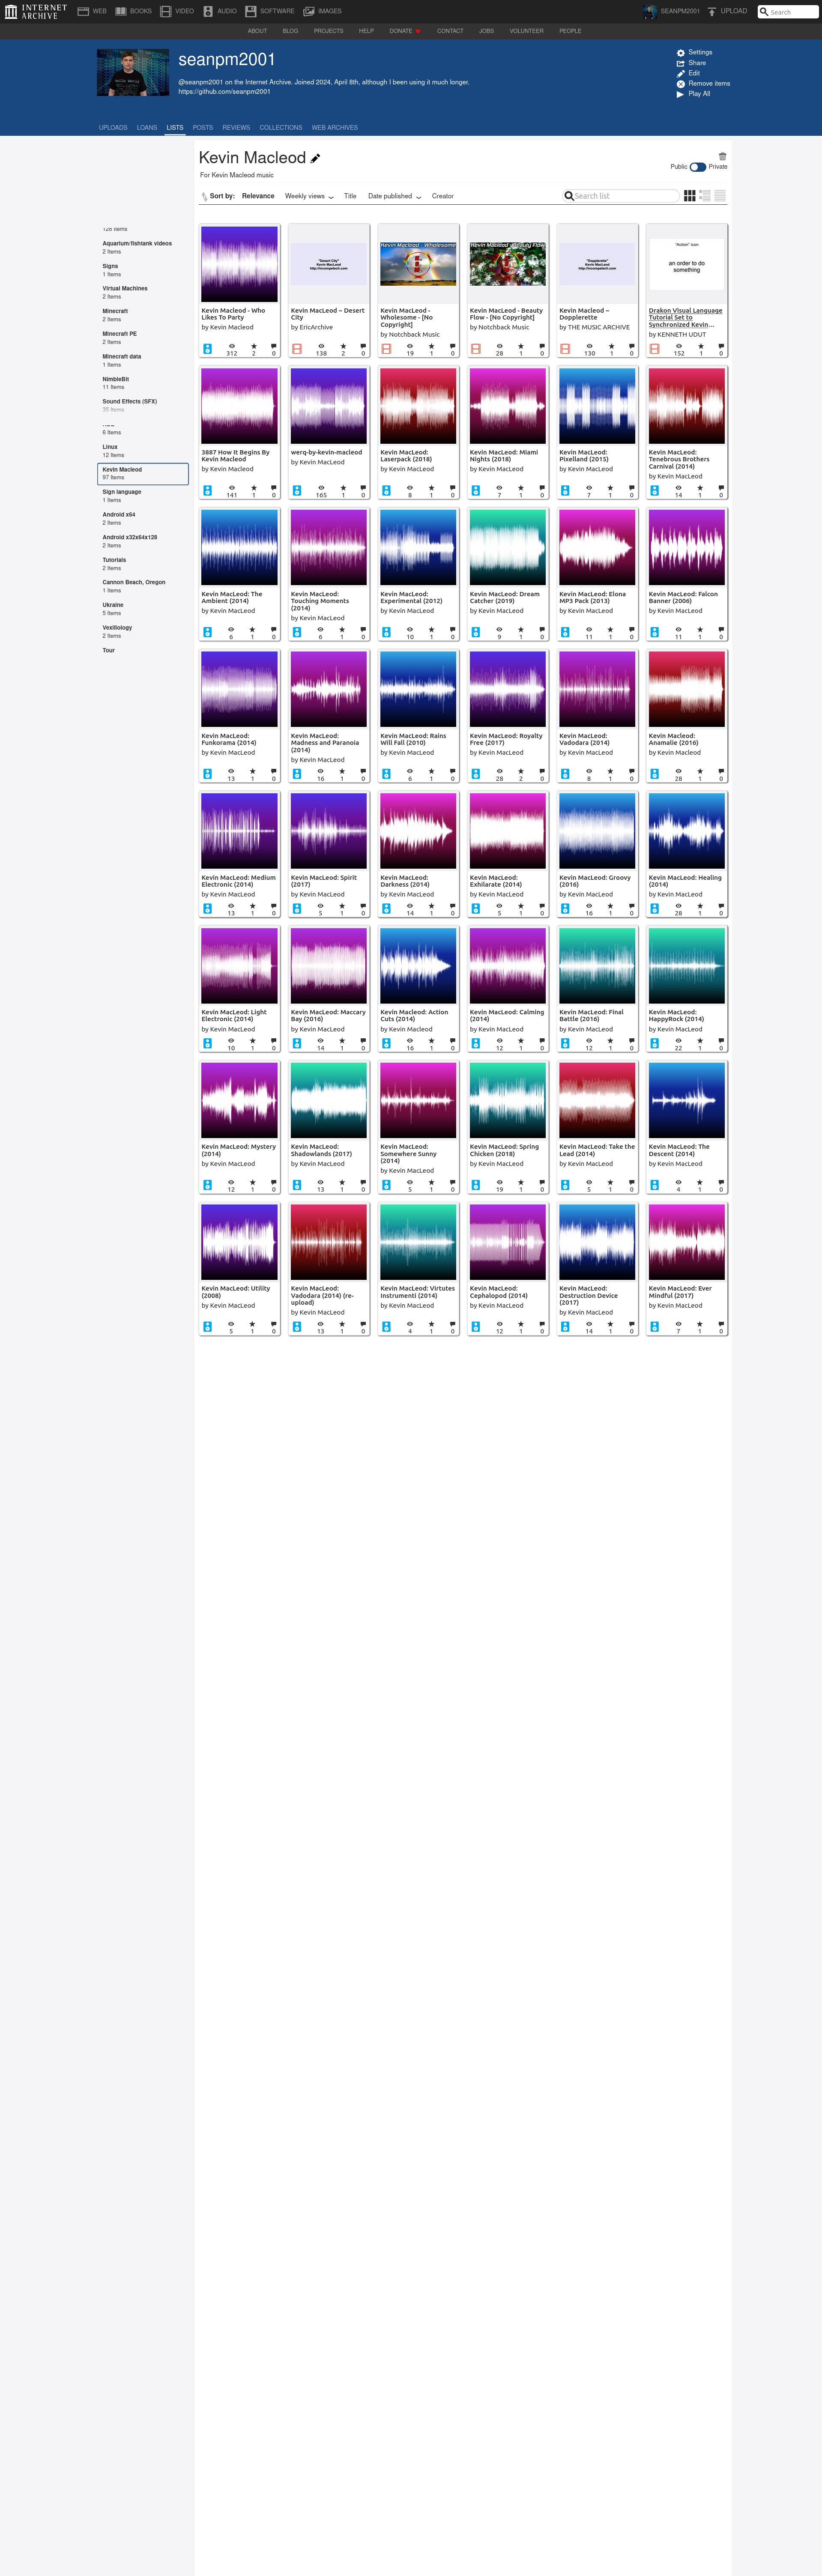 INTERNET
ARCHIVE
WEB
BOOKS
VIDEO
AUDIO
SOFTWARE
IMAGES
SEANPM2001
UPLOAD
Search
ABOUT
BLOG
PROJECTS
HELP
DONATE
CONTACT
JOBS
VOLUNTEER
PEOPLE
seanpm2001
@seanpm2001 on the Internet Archive. Joined 2024, April 8th, although I been using it much longer.
https://github.com/seanpm2001
Settings
Share
Edit
Remove items
Play All
UPLOADS
LOANS
LISTS
POSTS
REVIEWS
COLLECTIONS
WEB ARCHIVES
Kevin Macleod
For Kevin Macleod music
Public
Private
Sort by:
Relevance
Weekly views
Title
Date published
Creator
Search list
128 Items
Aquarium/fishtank videos
2 Items
Signs
1 Items
Virtual Machines
2 Items
Minecraft
2 Items
Minecraft PE
2 Items
Minecraft data
1 Items
NimbleBit
11 Items
Sound Effects (SFX)
35 Items
6 Items
Linux
12 Items
Kevin Macleod
97 Items
Sign language
1 Items
Android x64
2 Items
Android x32x64x128
2 Items
Tutorials
2 Items
Cannon Beach, Oregon
1 Items
Ukraine
5 Items
Vexillology
2 Items
Tour
Kevin Macleod - Who
Likes To Party
by Kevin Macleod
312 2 0
"Desert City"
Kevin MacLeod
http://incompetech.com
Kevin MacLeod ~ Desert
City
by EricArchive
138 2 0
Kevin Macleod - Wholesome
Kevin MacLeod -
Wholesome - [No
Copyright]
by Notchback Music
19 1 0
Kevin Macleod - Beauty Flow
Kevin MacLeod - Beauty
Flow - [No Copyright]
by Notchback Music
28 1 0
"Dopplerette"
Kevin MacLeod
http://incompetech.com
Kevin Macleod ~
Dopplerette
by THE MUSIC ARCHIVE
130 1 0
"Action" icon
an order to do
something
Drakon Visual Language
Tutorial Set to
Synchronized Kevin...
by KENNETH UDUT
152 1 0
3887 How It Begins By
Kevin Macleod
by Kevin Macleod
141 1 0
werq-by-kevin-macleod
by Kevin MacLeod
165 1 0
Kevin MacLeod:
Laserpack (2018)
by Kevin MacLeod
8 1 0
Kevin MacLeod: Miami
Nights (2018)
by Kevin MacLeod
7 1 0
Kevin MacLeod:
Pixelland (2015)
by Kevin MacLeod
7 1 0
Kevin MacLeod:
Tenebrous Brothers
Carnival (2014)
by Kevin MacLeod
14 1 0
Kevin MacLeod: The
Ambient (2014)
by Kevin MacLeod
6 1 0
Kevin MacLeod:
Touching Moments
(2014)
by Kevin MacLeod
6 1 0
Kevin MacLeod:
Experimental (2012)
by Kevin MacLeod
10 1 0
Kevin MacLeod: Dream
Catcher (2019)
by Kevin MacLeod
9 1 0
Kevin MacLeod: Elona
MP3 Pack (2013)
by Kevin MacLeod
11 1 0
Kevin MacLeod: Falcon
Banner (2006)
by Kevin MacLeod
11 1 0
Kevin MacLeod:
Funkorama (2014)
by Kevin MacLeod
13 1 0
Kevin MacLeod:
Madness and Paranoia
(2014)
by Kevin MacLeod
16 1 0
Kevin MacLeod: Rains
Will Fall (2010)
by Kevin MacLeod
6 1 0
Kevin MacLeod: Royalty
Free (2017)
by Kevin MacLeod
28 2 0
Kevin MacLeod:
Vadodara (2014)
by Kevin MacLeod
8 1 0
Kevin Macleod:
Anamalie (2016)
by Kevin Macleod
28 1 0
Kevin MacLeod: Medium
Electronic (2014)
by Kevin MacLeod
13 1 0
Kevin MacLeod: Spirit
(2017)
by Kevin MacLeod
5 1 0
Kevin MacLeod:
Darkness (2014)
by Kevin MacLeod
14 1 0
Kevin MacLeod:
Exhilarate (2014)
by Kevin MacLeod
5 1 0
Kevin MacLeod: Groovy
(2016)
by Kevin MacLeod
16 1 0
Kevin MacLeod: Healing
(2014)
by Kevin MacLeod
28 1 0
Kevin MacLeod: Light
Electronic (2014)
by Kevin MacLeod
10 1 0
Kevin MacLeod: Maccary
Bay (2016)
by Kevin MacLeod
14 1 0
Kevin Macleod: Action
Cuts (2014)
by Kevin Macleod
16 1 0
Kevin MacLeod: Calming
(2014)
by Kevin MacLeod
12 1 0
Kevin MacLeod: Final
Battle (2016)
by Kevin MacLeod
12 1 0
Kevin MacLeod:
HappyRock (2014)
by Kevin MacLeod
22 1 0
Kevin MacLeod: Mystery
(2014)
by Kevin MacLeod
12 1 0
Kevin MacLeod:
Shadowlands (2017)
by Kevin MacLeod
13 1 0
Kevin MacLeod:
Somewhere Sunny
(2014)
by Kevin MacLeod
5 1 0
Kevin MacLeod: Spring
Chicken (2018)
by Kevin MacLeod
19 1 0
Kevin MacLeod: Take the
Lead (2014)
by Kevin MacLeod
5 1 0
Kevin MacLeod: The
Descent (2014)
by Kevin MacLeod
4 1 0
Kevin MacLeod: Utility
(2008)
by Kevin MacLeod
5 1 0
Kevin MacLeod:
Vadodara (2014) (re-
upload)
by Kevin MacLeod
13 1 0
Kevin MacLeod: Virtutes
Instrumenti (2014)
by Kevin MacLeod
4 1 0
Kevin MacLeod:
Cephalopod (2014)
by Kevin MacLeod
12 1 0
Kevin MacLeod:
Destruction Device
(2017)
by Kevin MacLeod
14 1 0
Kevin MacLeod: Ever
Mindful (2017)
by Kevin MacLeod
7 1 0